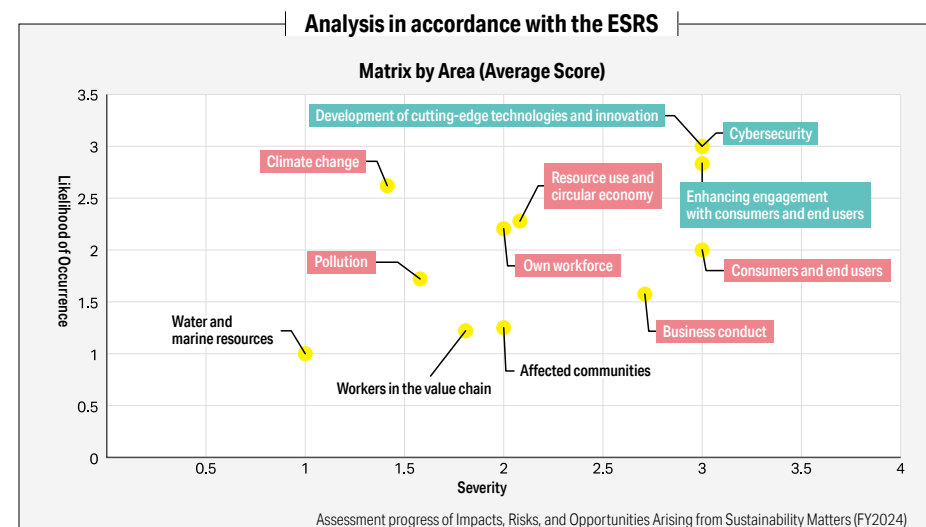 Analysis in accordance with the ESRS
Matrix by Area (Average Score)
3.5
Development of cutting-edge technologies and innovation
Cybersecurity
3
Climate change
Resource use and
circular economy
Enhancing engagement
with consumers and end users
2.5
Likelihood of Occurrence
2
Pollution
Own workforce
Consumers and end users
1.5
Water and
marine resources
Business conduct
1
Workers in the value chain
Affected communities
0.5
0
0.5
1
1.5
2
2.5
3
3.5
4
Severity
Assessment progress of Impacts, Risks, and Opportunities Arising from Sustainability Matters (FY2024)